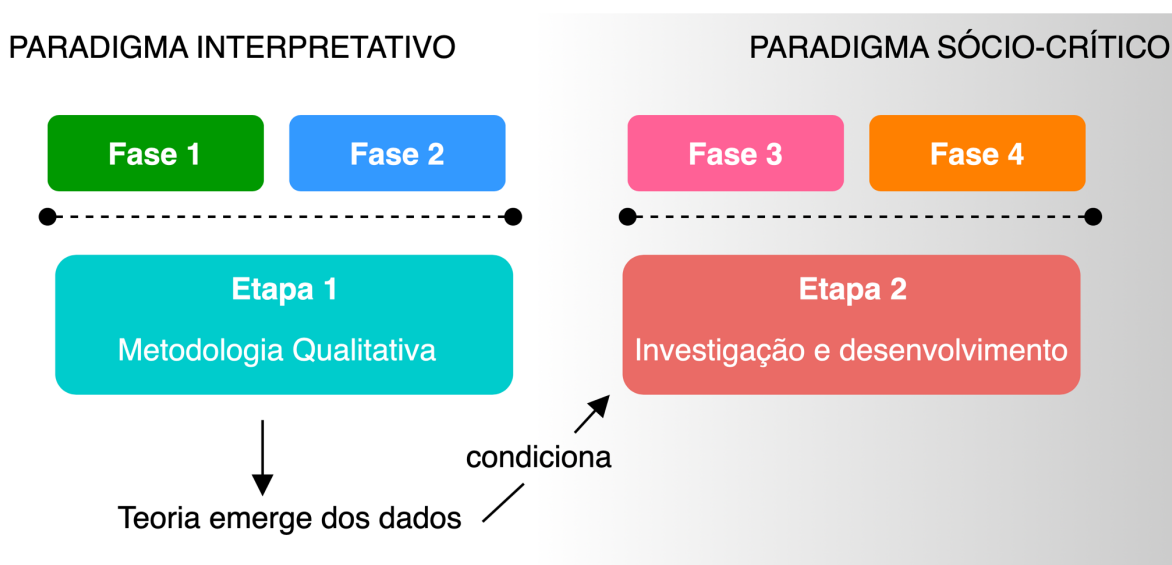 PARADIGMA INTERPRETATIVO
PARADIGMA SÓCIO-CRÍTICO
Fase 1
Fase 2
Fase 3
Fase 4
Etapa 1
Metodologia Qualitativa
Etapa 2
Investigação e desenvolvimento
condiciona
Teoria emerge dos dados